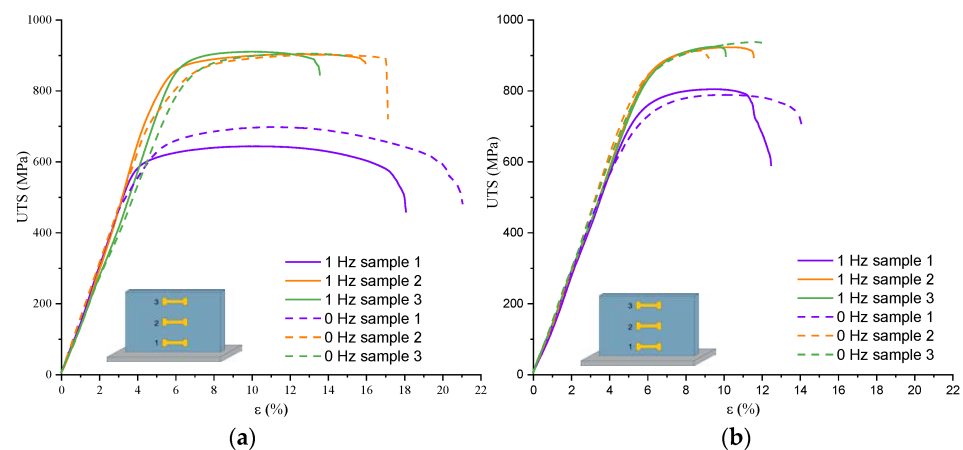 1000
800
600
400
200
0
UTS (MPa)
1 Hz sample 1
1 Hz sample 2
1 Hz sample 3
0 Hz sample 1
0 Hz sample 2
0 Hz sample 3
3
2
1
0 2 4 6 8 10 12 14 16 18 20 22
ε (%)
(a)
1000
800
600
400
200
0
UTS (MPa)
1 Hz sample 1
1 Hz sample 2
1 Hz sample 3
0 Hz sample 1
0 Hz sample 2
0 Hz sample 3
3
2
1
0 2 4 6 8 10 12 14 16 18 20 22
ε (%)
(b)